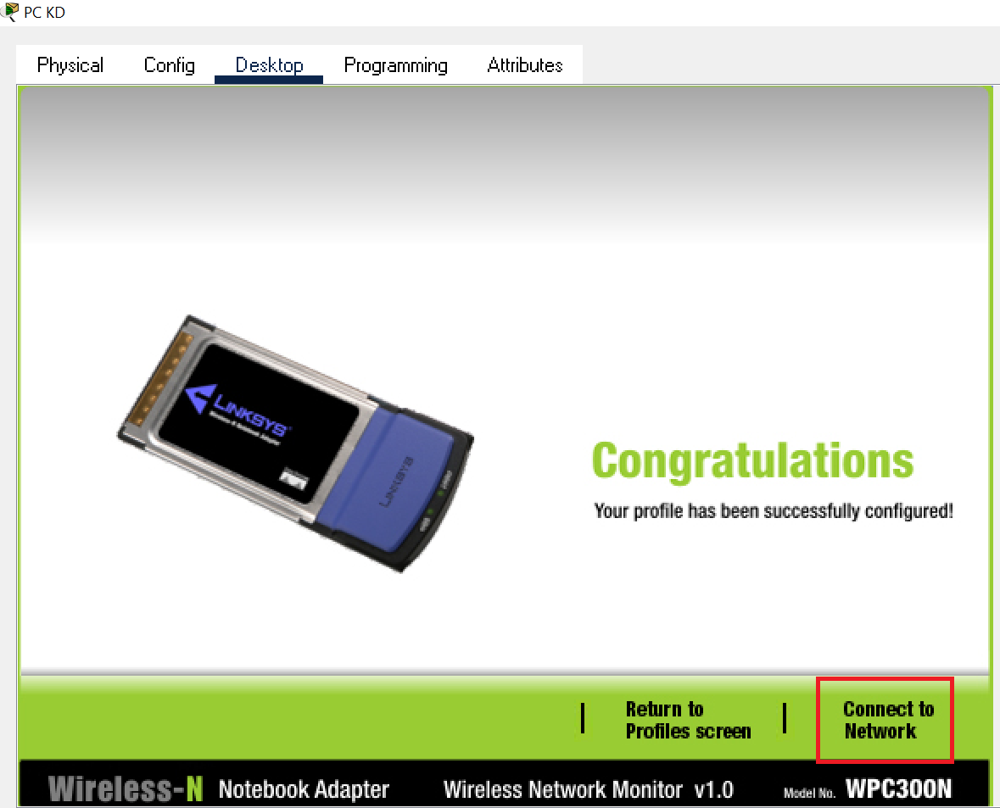 PC KD
Physical Config Desktop Programming Attributes
LINKSYS
LINKSYS
Congratulations
Your profile has been successfully configured!
Return to
Profiles screen
Connect to
Network
Wireless-N Notebook Adapter Wireless Network Monitor v1.0 Model No. WPC300N